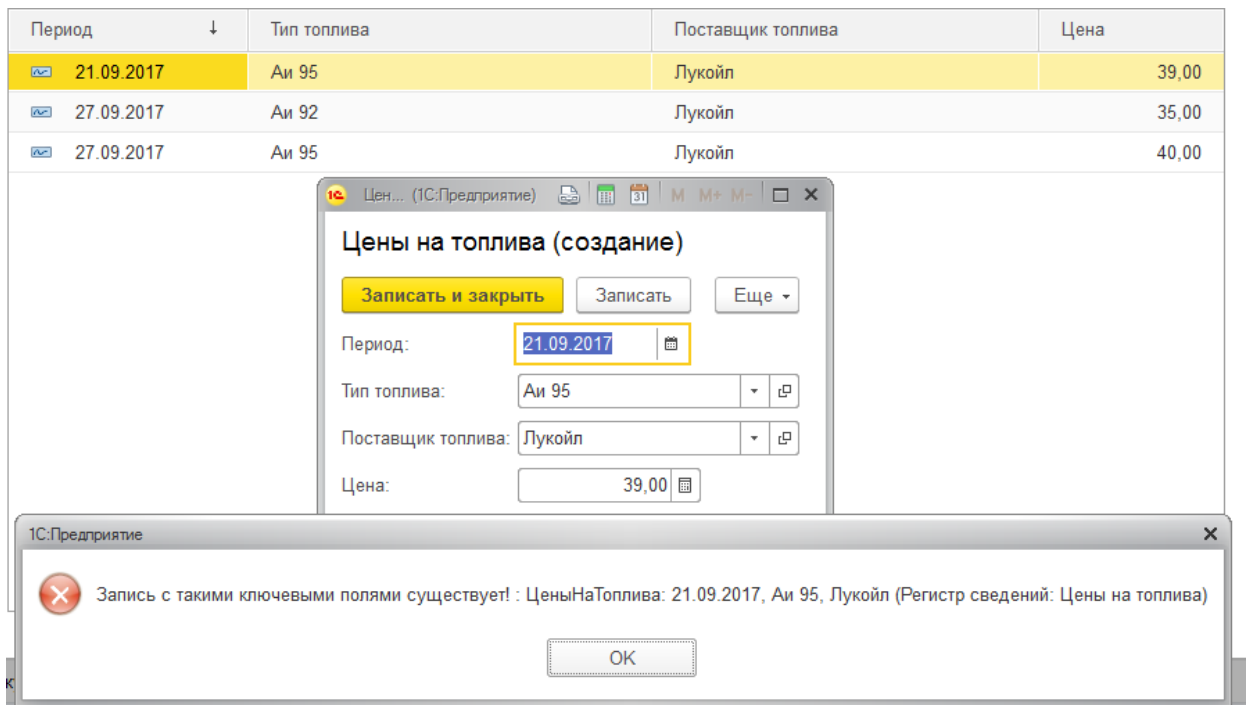 Период ↓ Тип топлива Поставщик топлива Цена
21.09.2017 Аи 95 Лукойл 39,00
27.09.2017 Аи 92 Лукойл 35,00
27.09.2017 Аи 95 Лукойл 40,00
1С Цен... (1С:Предприятие) 31 M M+ M-
Цены на топлива (создание)
Записать и закрыть Записать Еще
Период: 21.09.2017
Тип топлива: Аи 95
Поставщик топлива: Лукойл
Цена: 39,00
1С:Предприятие
Запись с такими ключевыми полями существует! : ЦеныНаТоплива: 21.09.2017, Аи 95, Лукойл (Регистр сведений: Цены на топлива)
OK